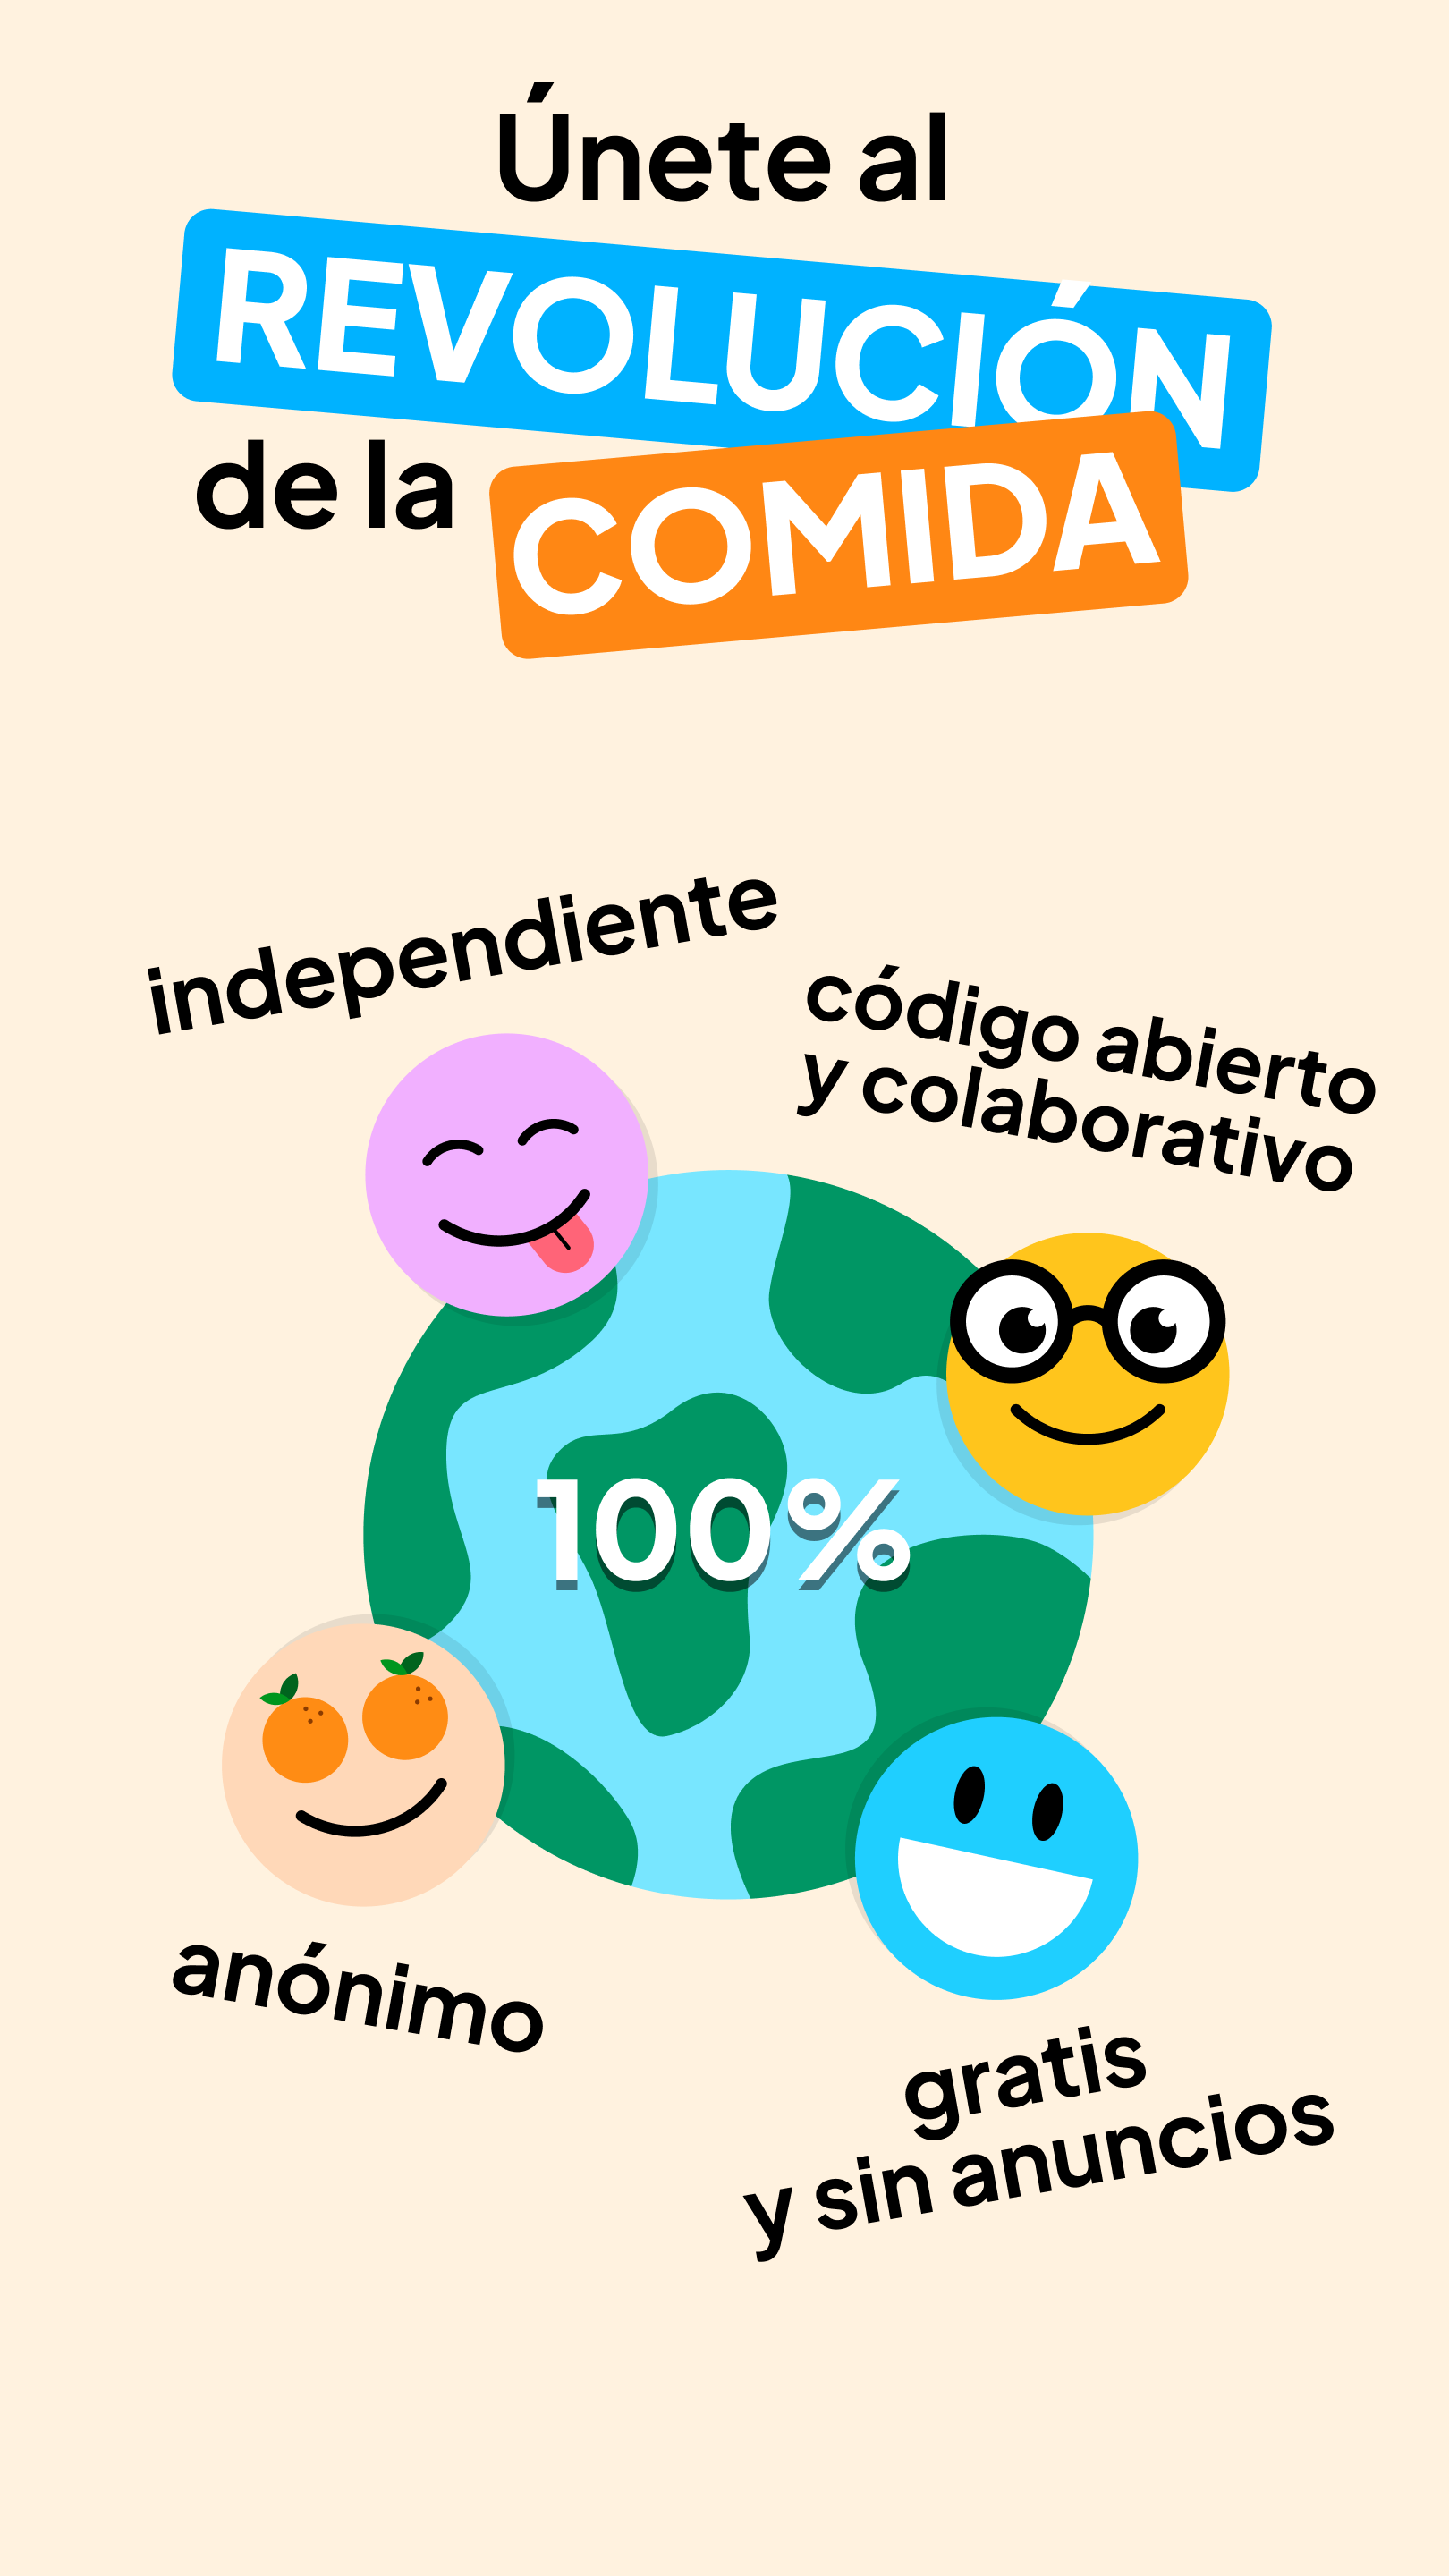 Únete al
REVOLUCIÓN
de la COMIDA
independiente
código abierto
y colaborativo
100%
anónimo
gratis
y sin anuncios